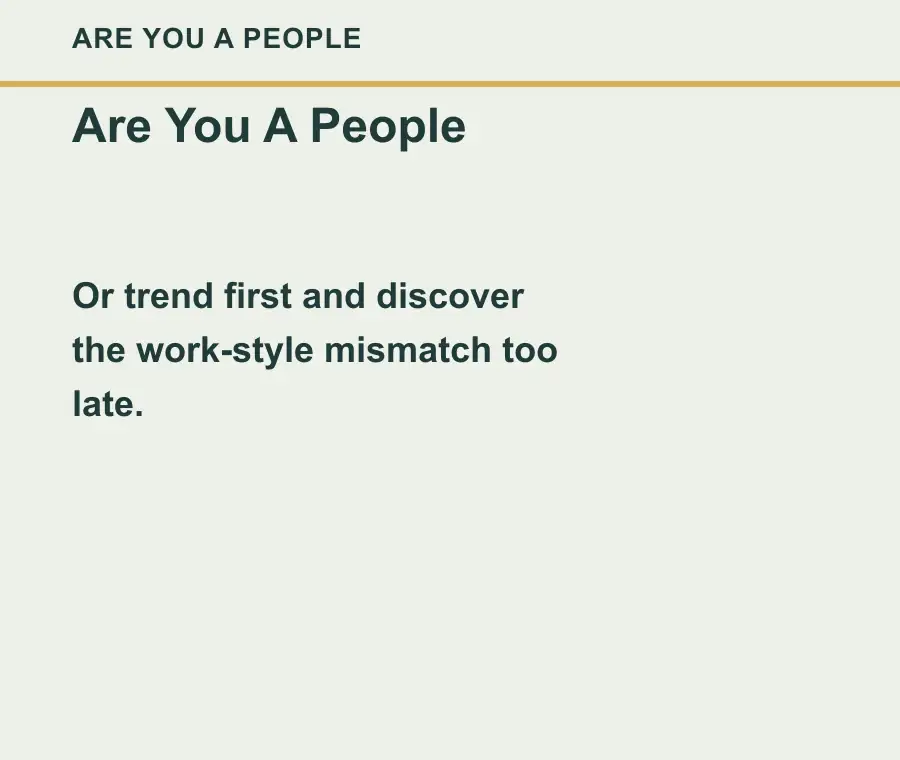 ARE YOU A PEOPLE
Are You A People
Or trend first and discover
the work-style mismatch too
late.